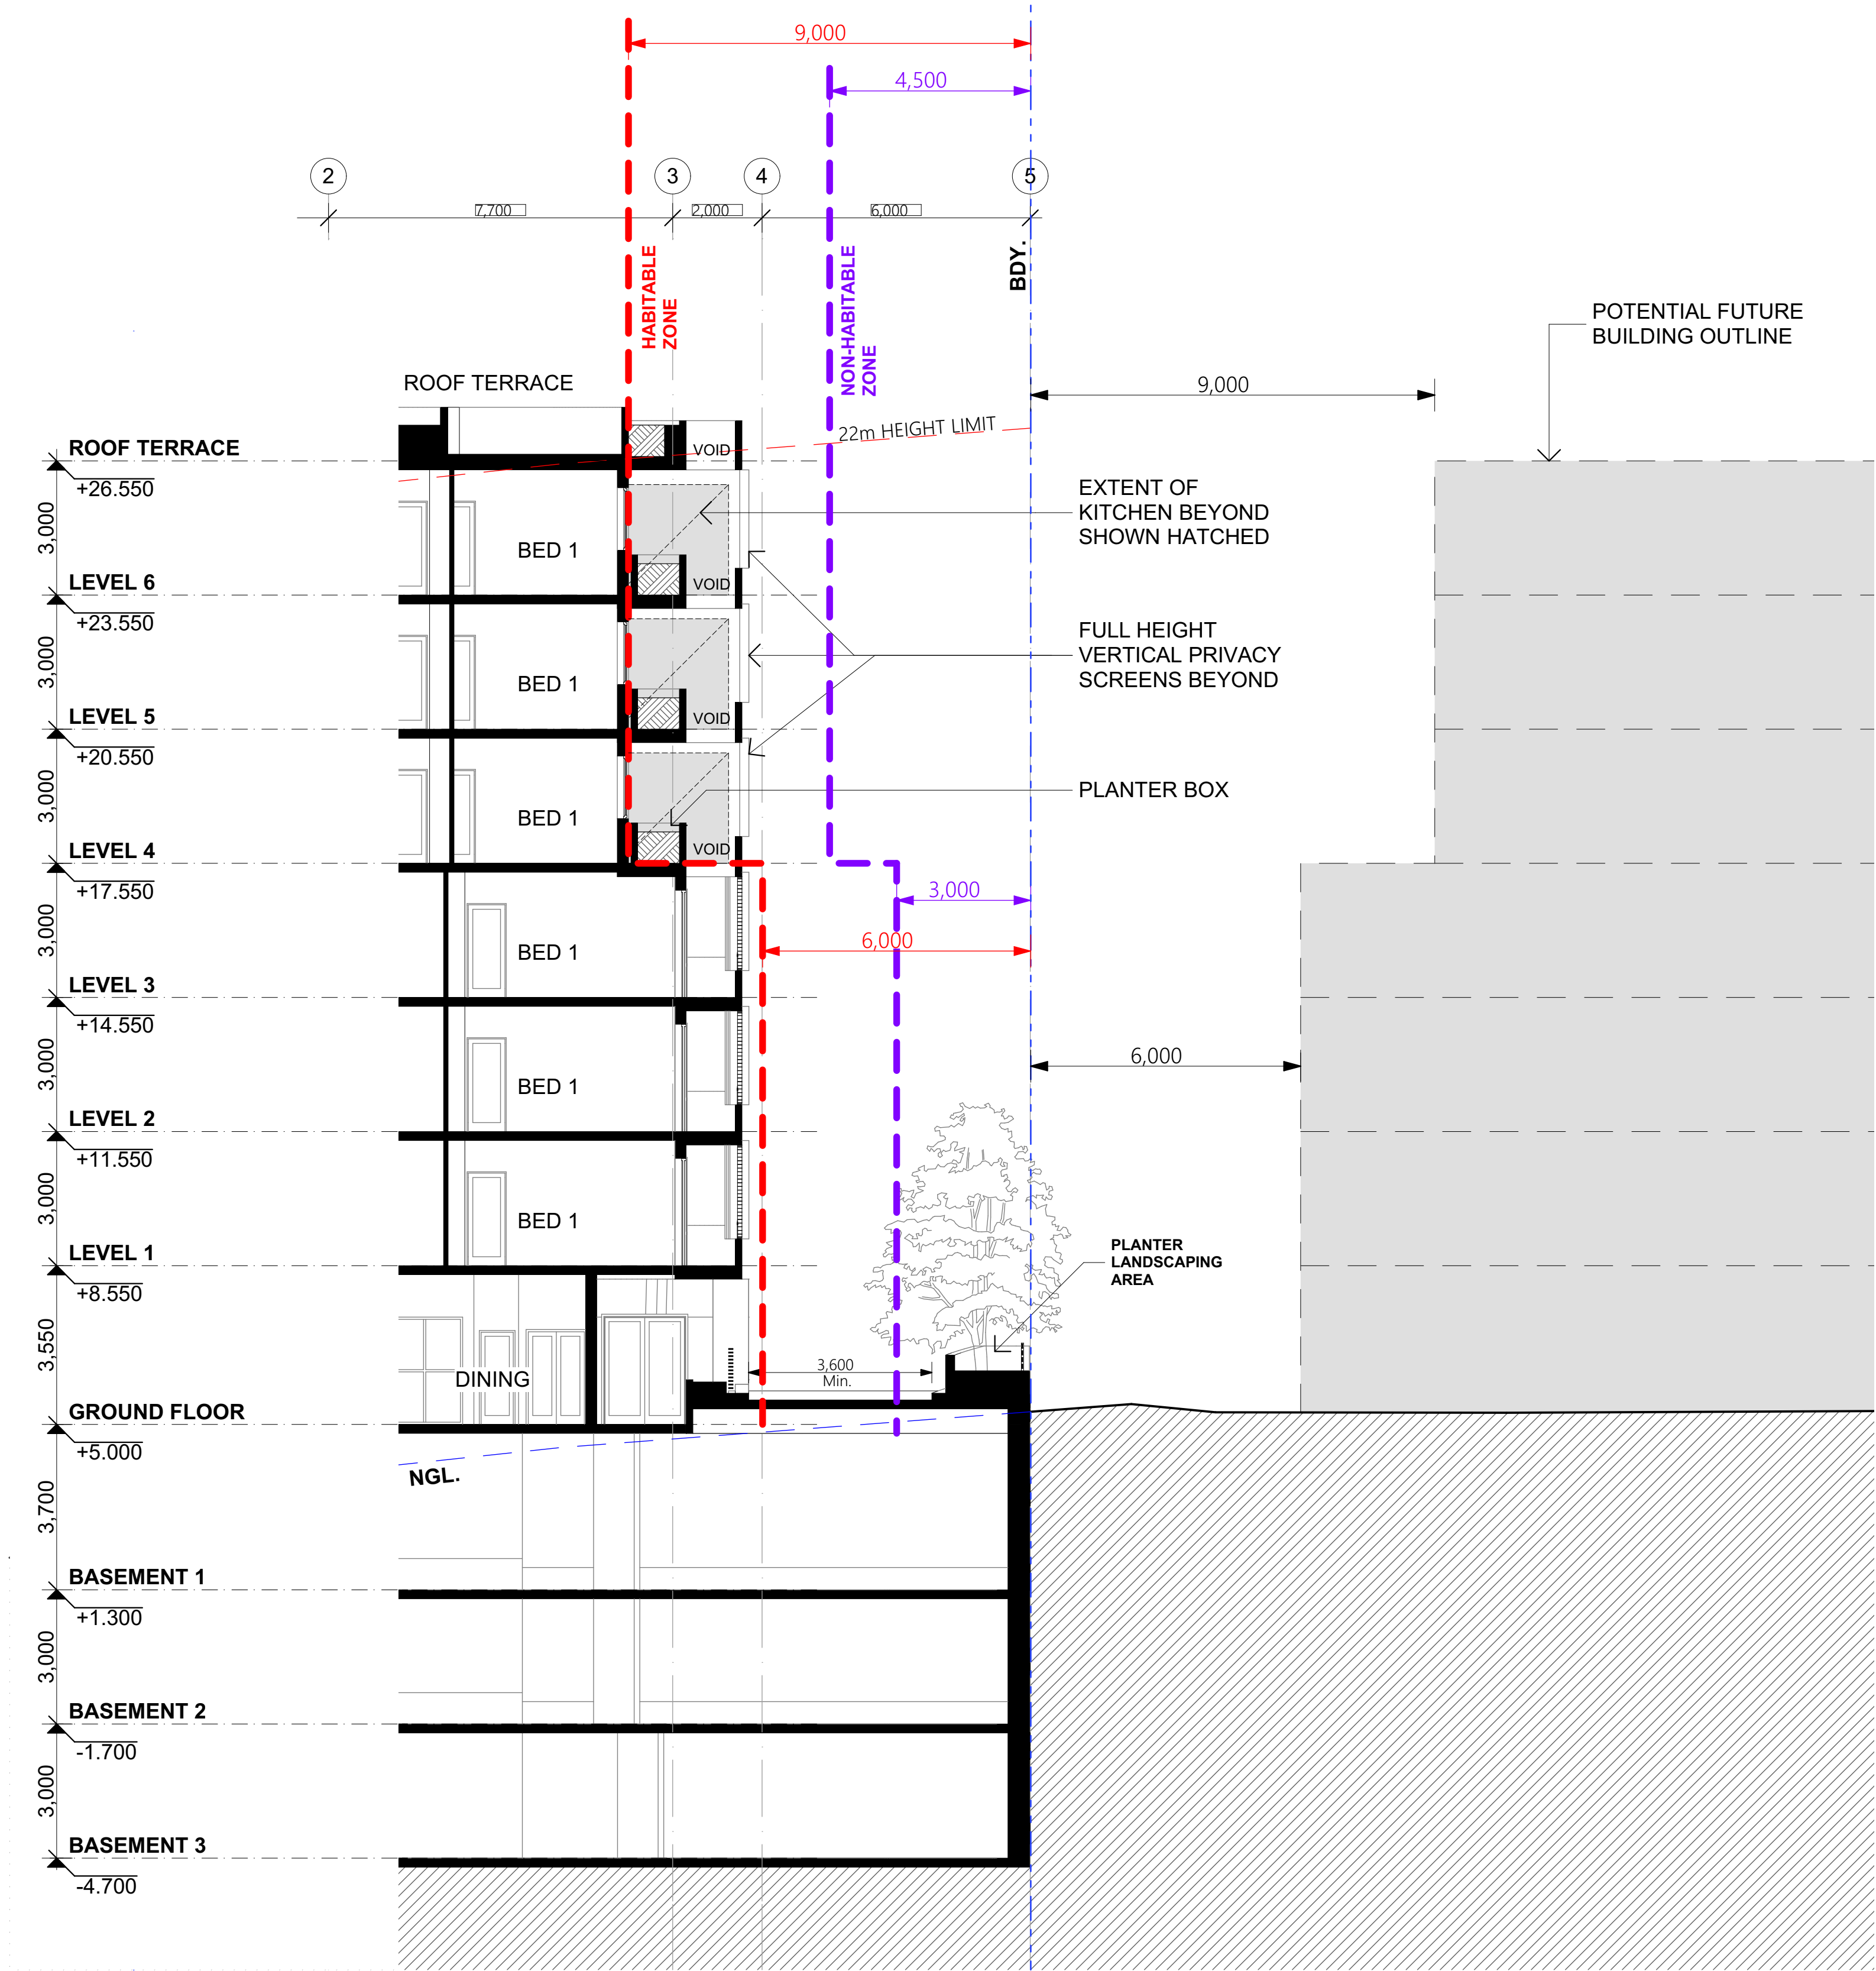 9,000
4,500
2
3
4
5
7,700
2,000
6,000
HABITABLE
ZONE
NON-HABITABLE
ZONE
BDY.
POTENTIAL FUTURE
BUILDING OUTLINE
ROOF TERRACE
9,000
22m HEIGHT LIMIT
ROOF TERRACE
+26.550
VOID
EXTENT OF
KITCHEN BEYOND
SHOWN HATCHED
3,000
BED 1
LEVEL 6
+23.550
VOID
FULL HEIGHT
VERTICAL PRIVACY
SCREENS BEYOND
3,000
BED 1
LEVEL 5
+20.550
VOID
PLANTER BOX
3,000
BED 1
LEVEL 4
+17.550
VOID
3,000
6,000
3,000
BED 1
LEVEL 3
+14.550
6,000
3,000
BED 1
LEVEL 2
+11.550
3,000
BED 1
LEVEL 1
+8.550
PLANTER
LANDSCAPING
AREA
3,550
DINING
3,600
Min.
GROUND FLOOR
+5.000
NGL.
3,700
BASEMENT 1
+1.300
3,000
BASEMENT 2
-1.700
3,000
BASEMENT 3
-4.700